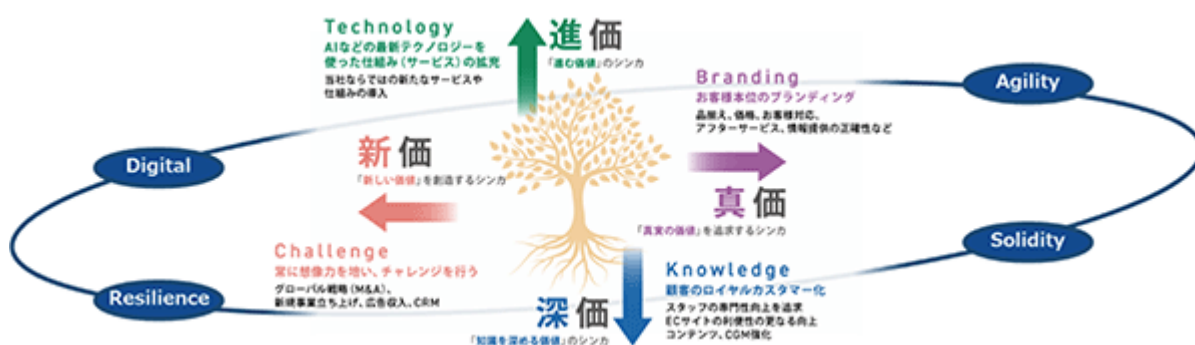 Technology
AIなどの最新テクノロジーを
使った仕組み(サービス)の拡充
当社ならではの新たなサービスや
仕組みの導入
進価
「進む価値」のシンカ
Branding
お客様本位のブランディング
品揃え、価格、お客様対応、
アフターサービス、情報提供の正確性など
Agility
Digital
新価
「新しい価値」を創造するシンカ
真価
「真実の価値」を追求するシンカ
Solidity
Challenge
常に想像力を培い、チャレンジを行う
グローバル戦略(M&A)、
新規事業立ち上げ、広告収入、CRM
Resilience
深価
「知識を深める価値」のシンカ
Knowledge
顧客のロイヤルカスタマー化
スタッフの専門性向上を追求
ECサイトの利便性の更なる向上
コンテンツ、CGM強化